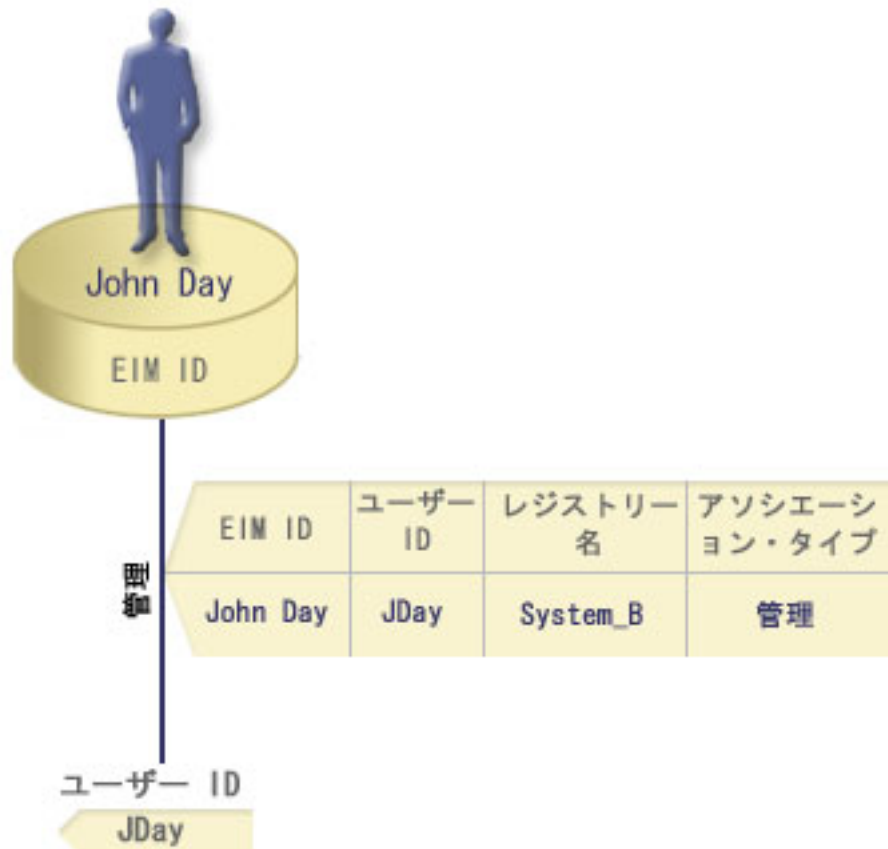 John Day
EIM ID
管理
EIM ID
ユーザー
ID
レジストリー
名
アソシエーシ
ョン・タイプ
John Day
JDay
System_B
管理
ユーザー ID
JDay